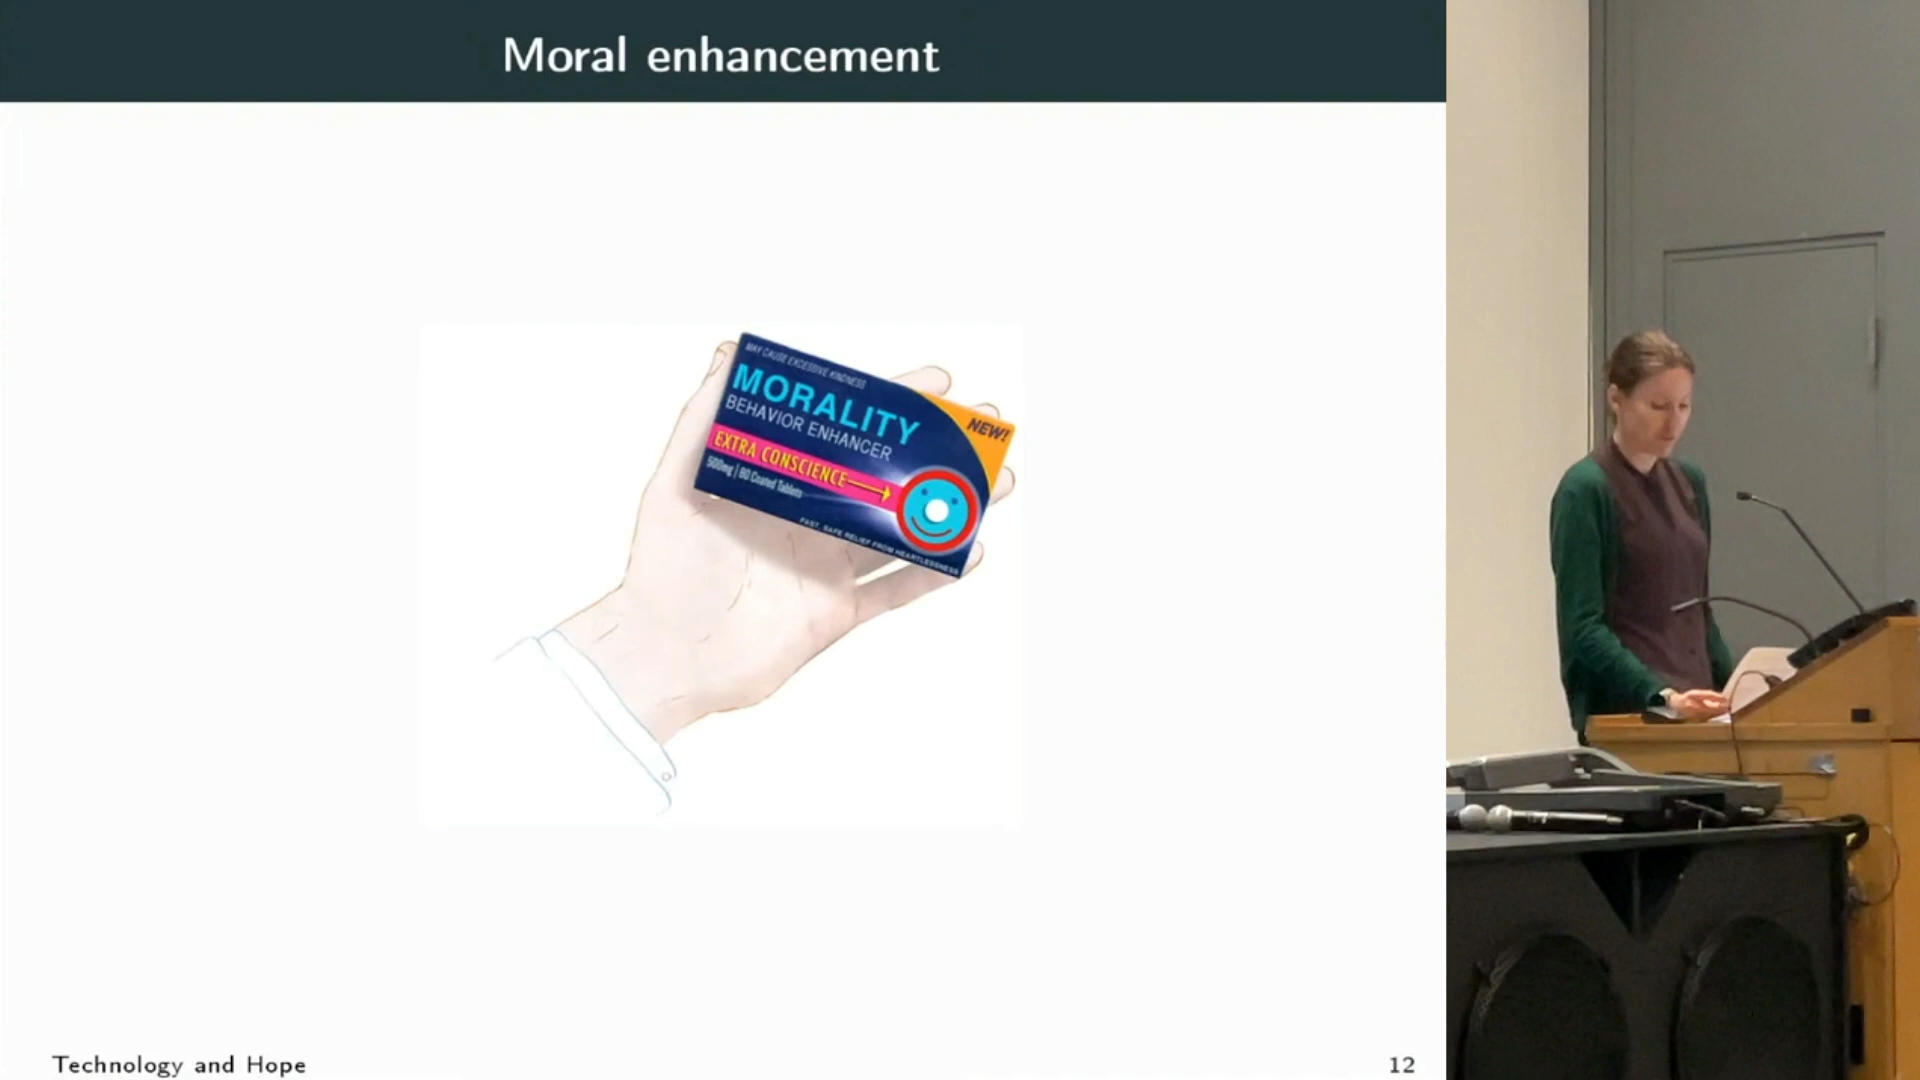 Moral enhancement
MAY CAUSE EXCESSIVE KINDNESS
MORALITY
BEHAVIOR ENHANCER
NEW!
EXTRA CONSCIENCE
500mg | 80 Coated Tablets
FAST, SAFE RELIEF FROM HEARTLESSNESS
Technology and Hope
12